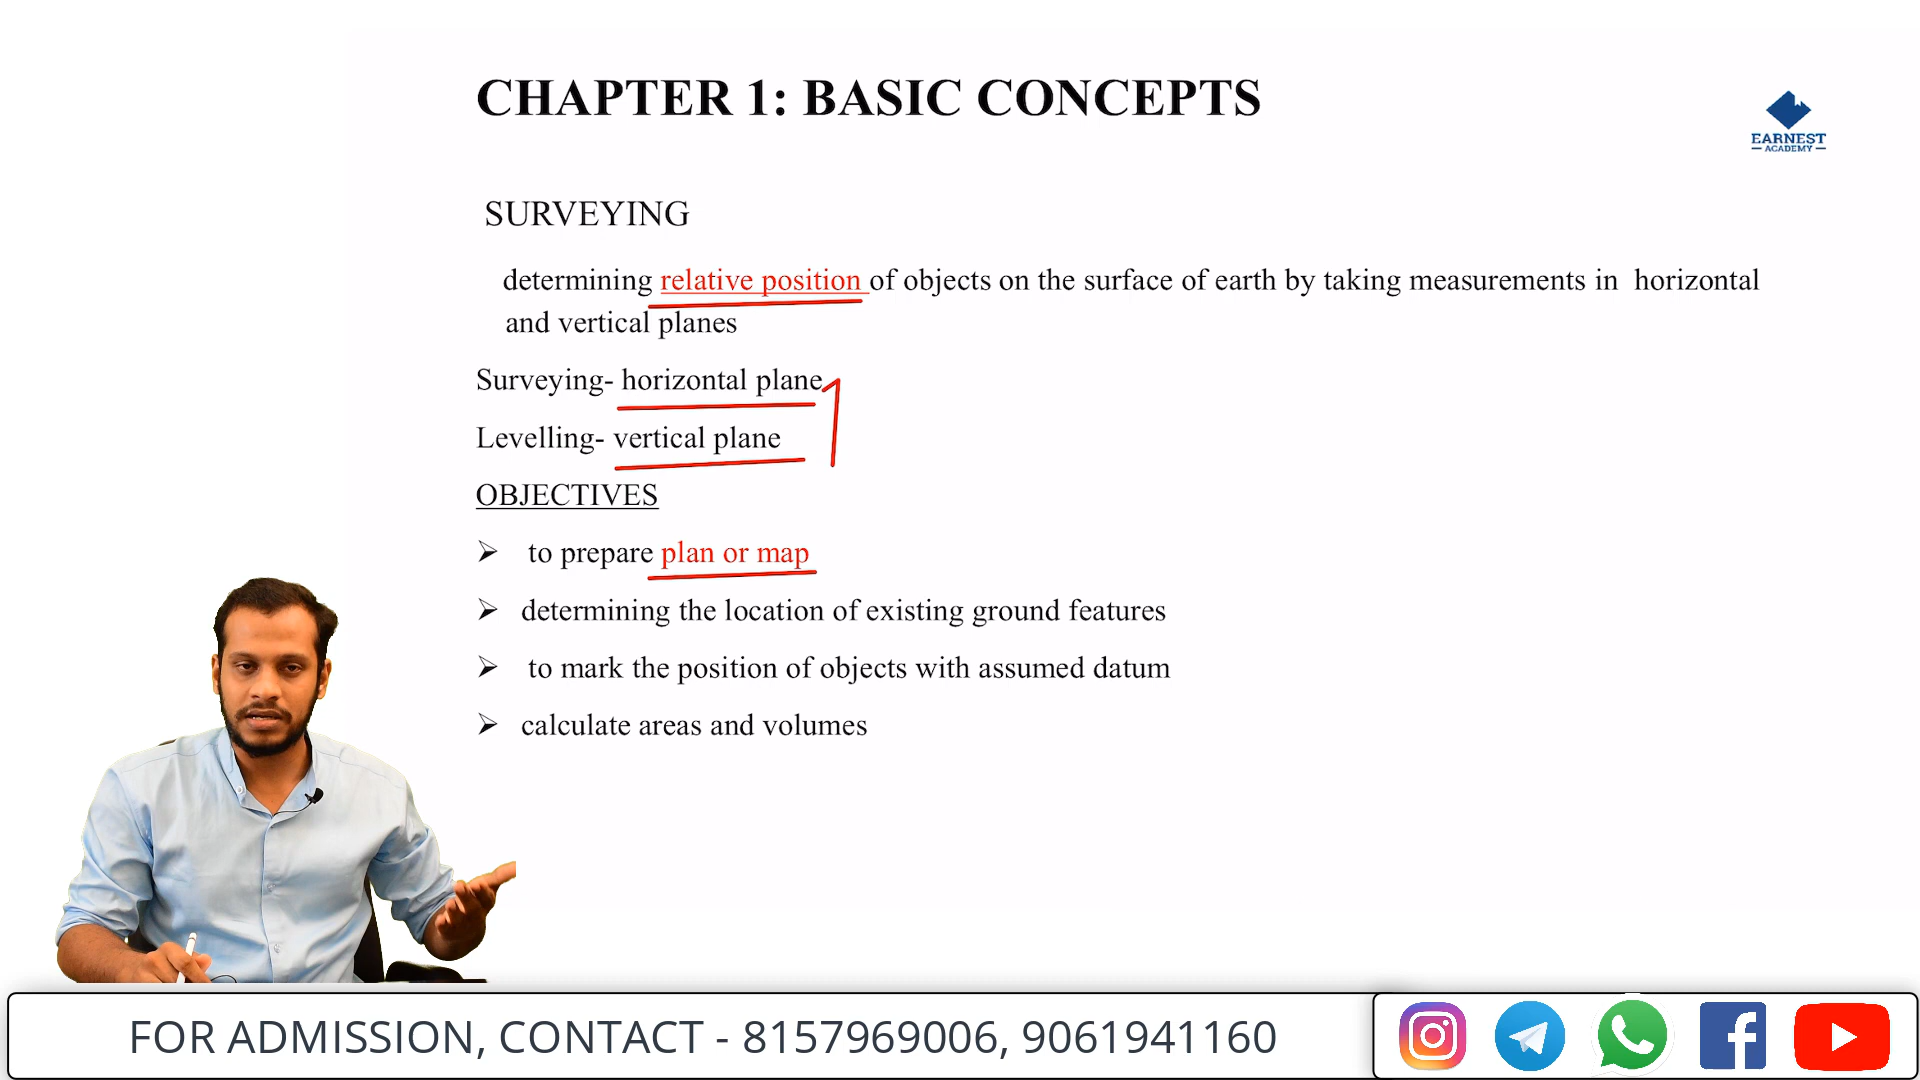 CHAPTER 1: BASIC CONCEPTS
EARNEST
ACADEMY
SURVEYING
determining relative position of objects on the surface of earth by taking measurements in horizontal
and vertical planes
Surveying- horizontal plane
Levelling- vertical plane
OBJECTIVES
➢ to prepare plan or map
➢ determining the location of existing ground features
➢ to mark the position of objects with assumed datum
➢ calculate areas and volumes
FOR ADMISSION, CONTACT - 8157969006, 9061941160